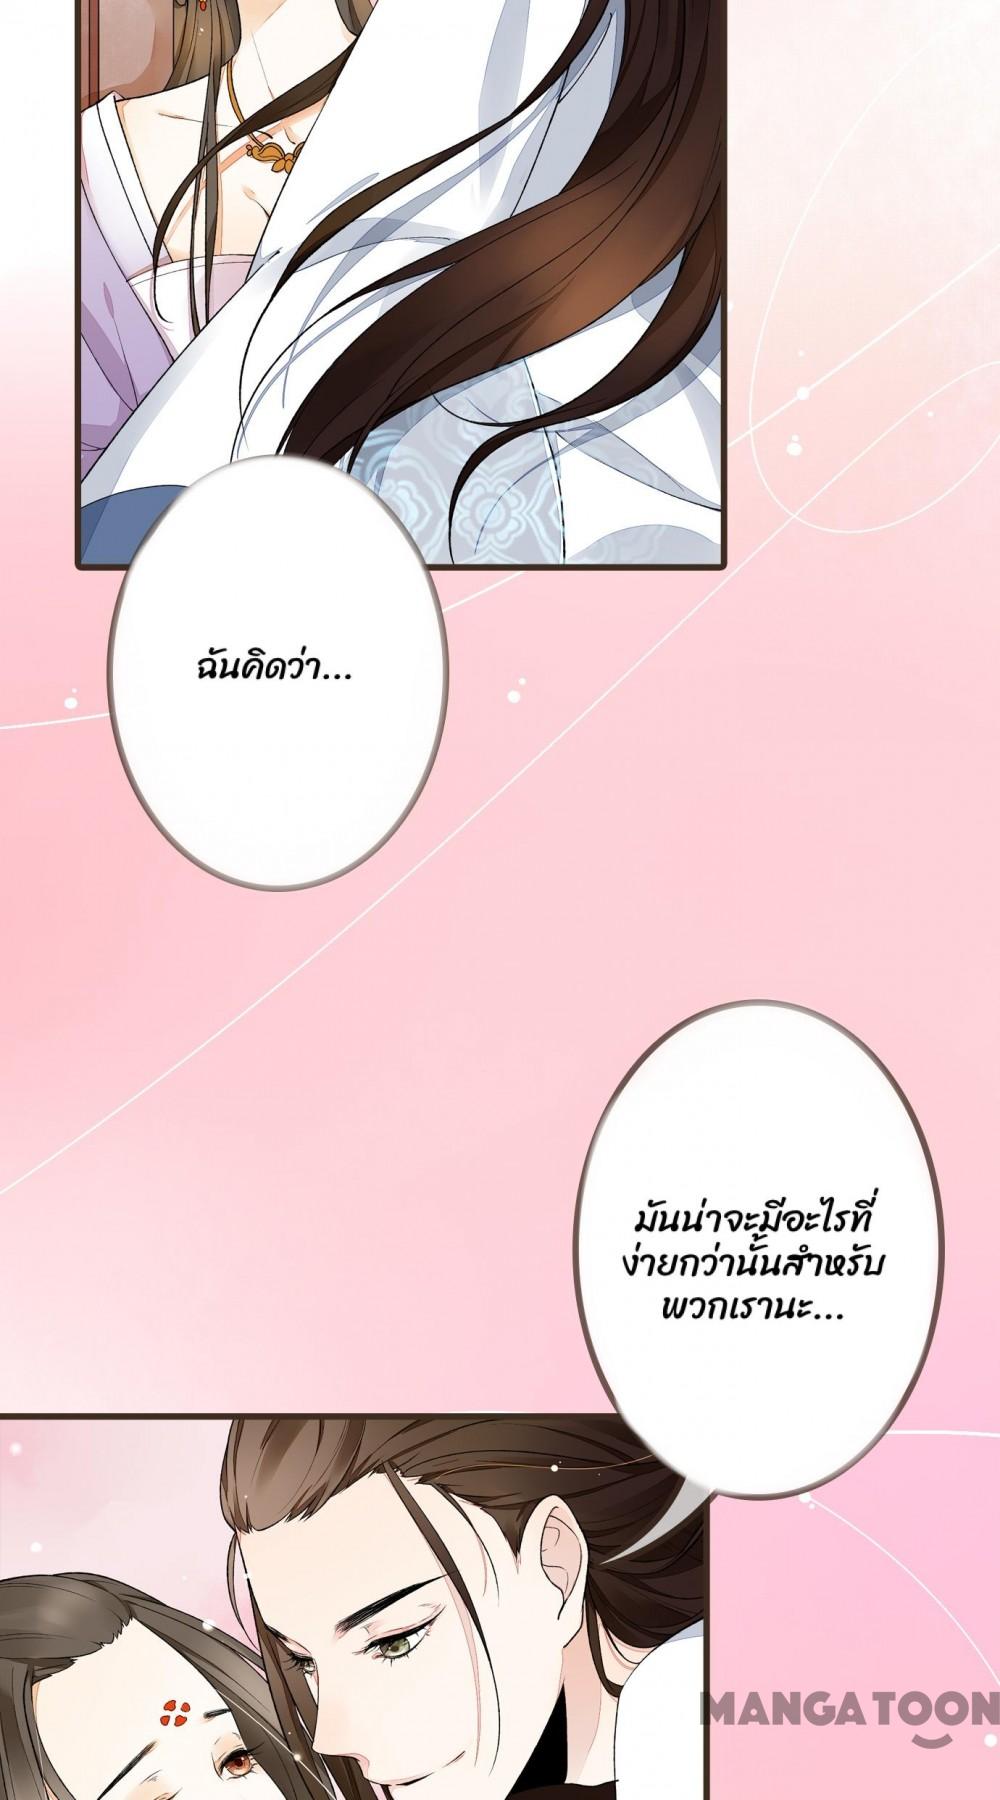 ฉันคิดว่า...
มันน่าจะมีอะไรที่
ง่ายกว่านั้นสำหรับ
พวกเรานะ...
MANGATOON